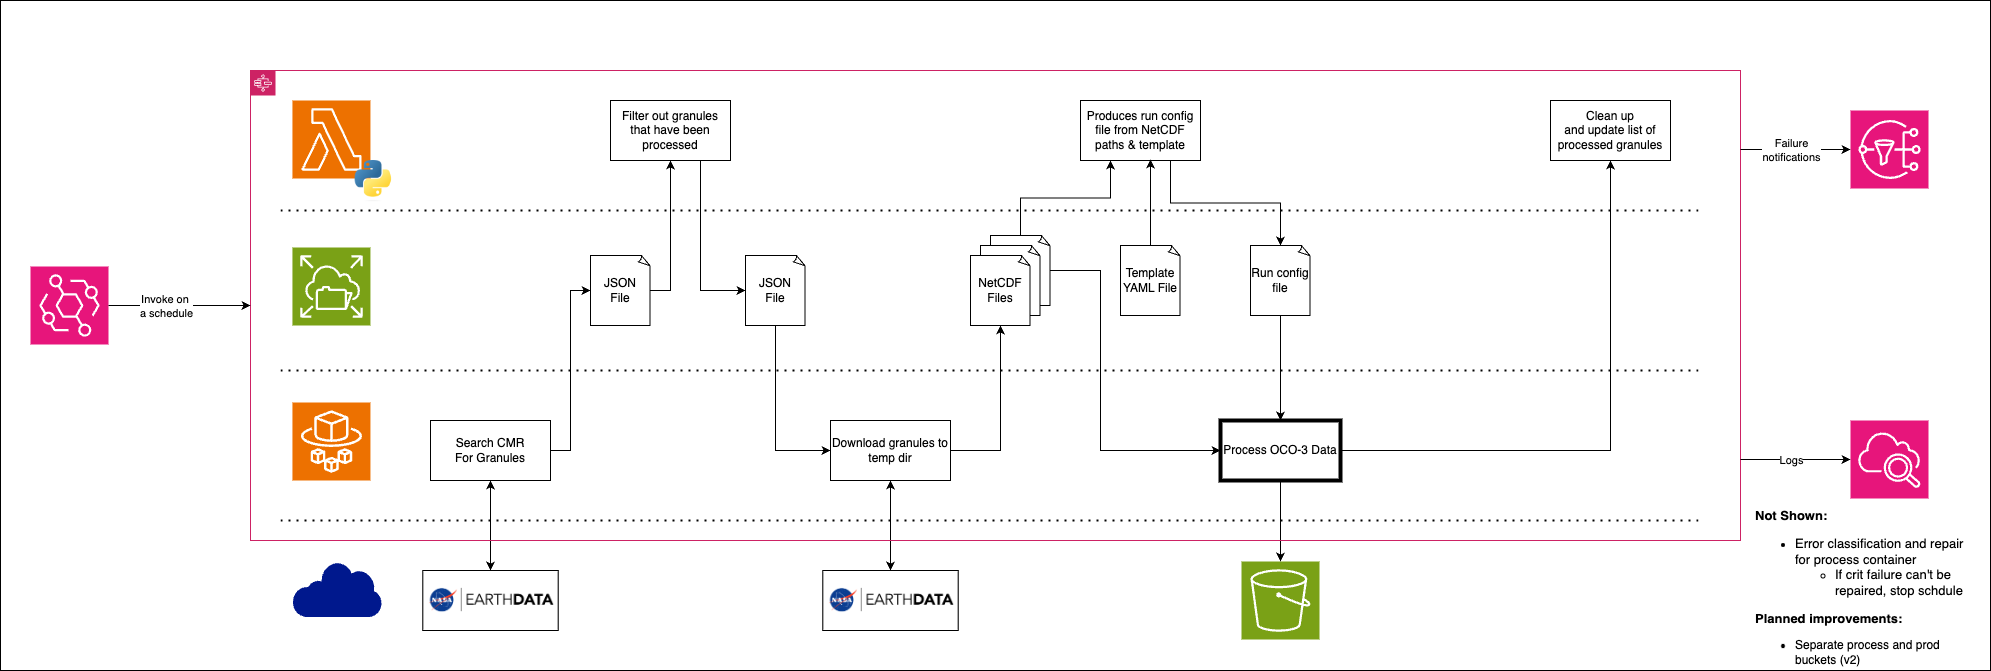 Filter out granules
that have been
processed
Produces run config
file from NetCDF
paths & template
Clean up
and update list of
processed granules
Failure
notifications
Invoke on
a schedule
JSON
File
JSON
File
NetCDF
Files
Template
YAML File
Run config
file
Search CMR
For Granules
Download granules to
temp dir
Process OCO-3 Data
Logs
NASA
EARTHDATA
NASA
EARTHDATA
Not Shown:
• Error classification and repair
for process container
○ If crit failure can't be
repaired, stop schdule
Planned improvements:
• Separate process and prod
buckets (v2)